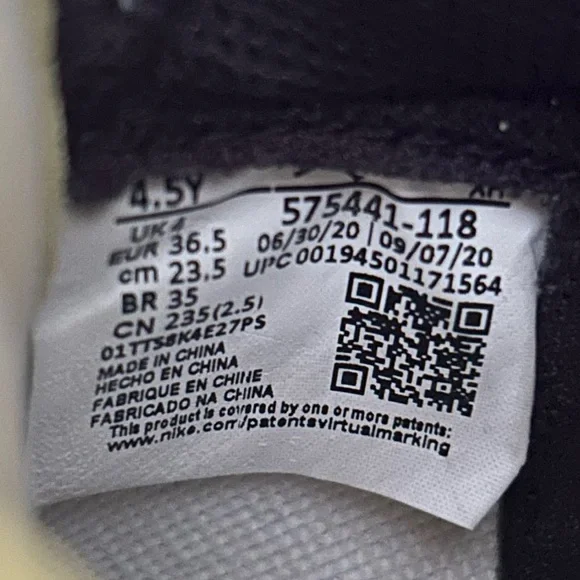 4.5Y
UK 4
EUR 36.5
cm 23.5
BR 35
CN 235(2.5)
575441-118
06/30/20 | 09/07/20
UPC 00194501171564
MADE IN CHINA
HECHO EN CHINA
FABRIQUE EN CHINE
FABRICADO NA CHINA
This product is covered by one or more patents:
www.nike.com/patentsvirtualmarking